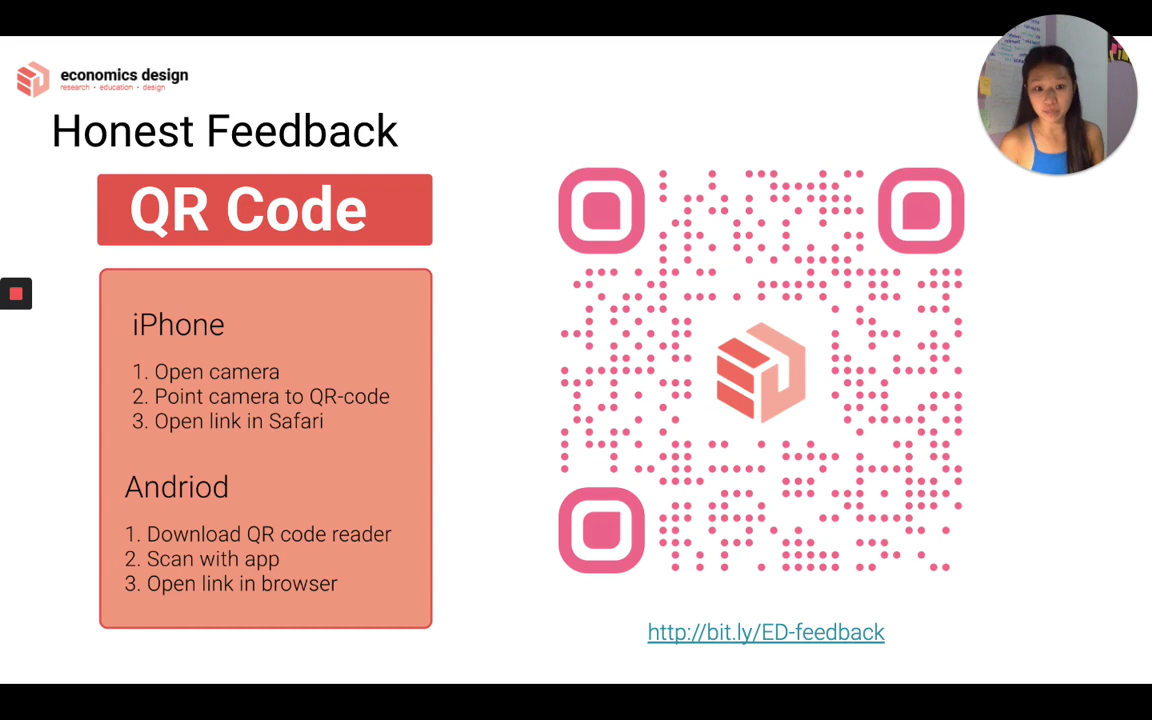 economics design
research • education • design
Honest Feedback
QR Code
iPhone
1. Open camera
2. Point camera to QR-code
3. Open link in Safari
Andriod
1. Download QR code reader
2. Scan with app
3. Open link in browser
http://bit.ly/ED-feedback